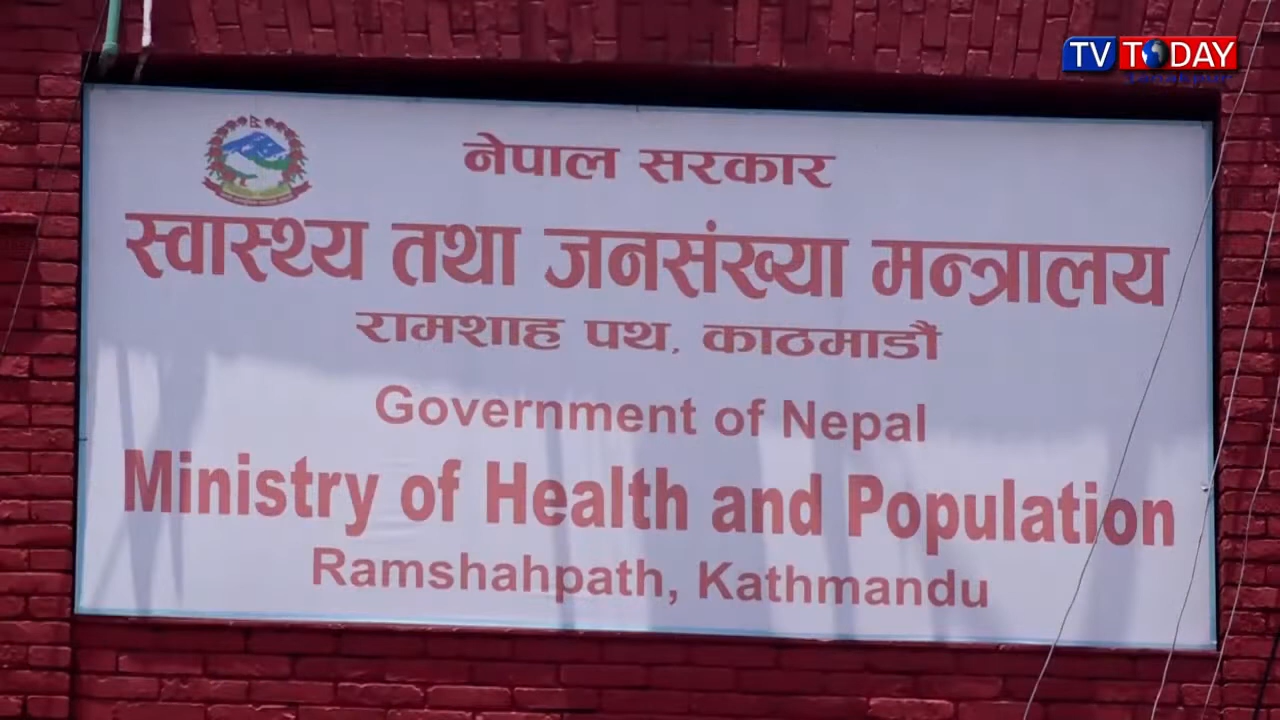 TV TODAY
नेपाल सरकार
स्वास्थ्य तथा जनसंख्या मन्त्रालय
रामशाह पथ, काठमाडौं
Government of Nepal
Ministry of Health and Population
Ramshahpath, Kathmandu